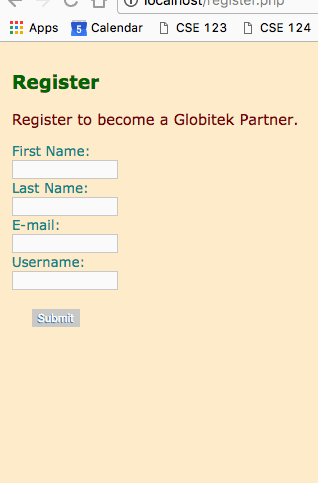 localhost/register.php
Apps 5 Calendar CSE 123 CSE 124
Register
Register to become a Globitek Partner.
First Name:
Last Name:
E-mail:
Username:
Submit